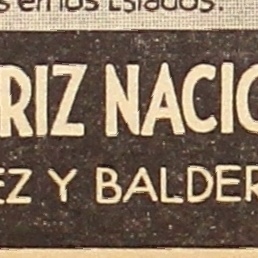 s en los Estados.
RIZ NACIO
EZ Y BALDER